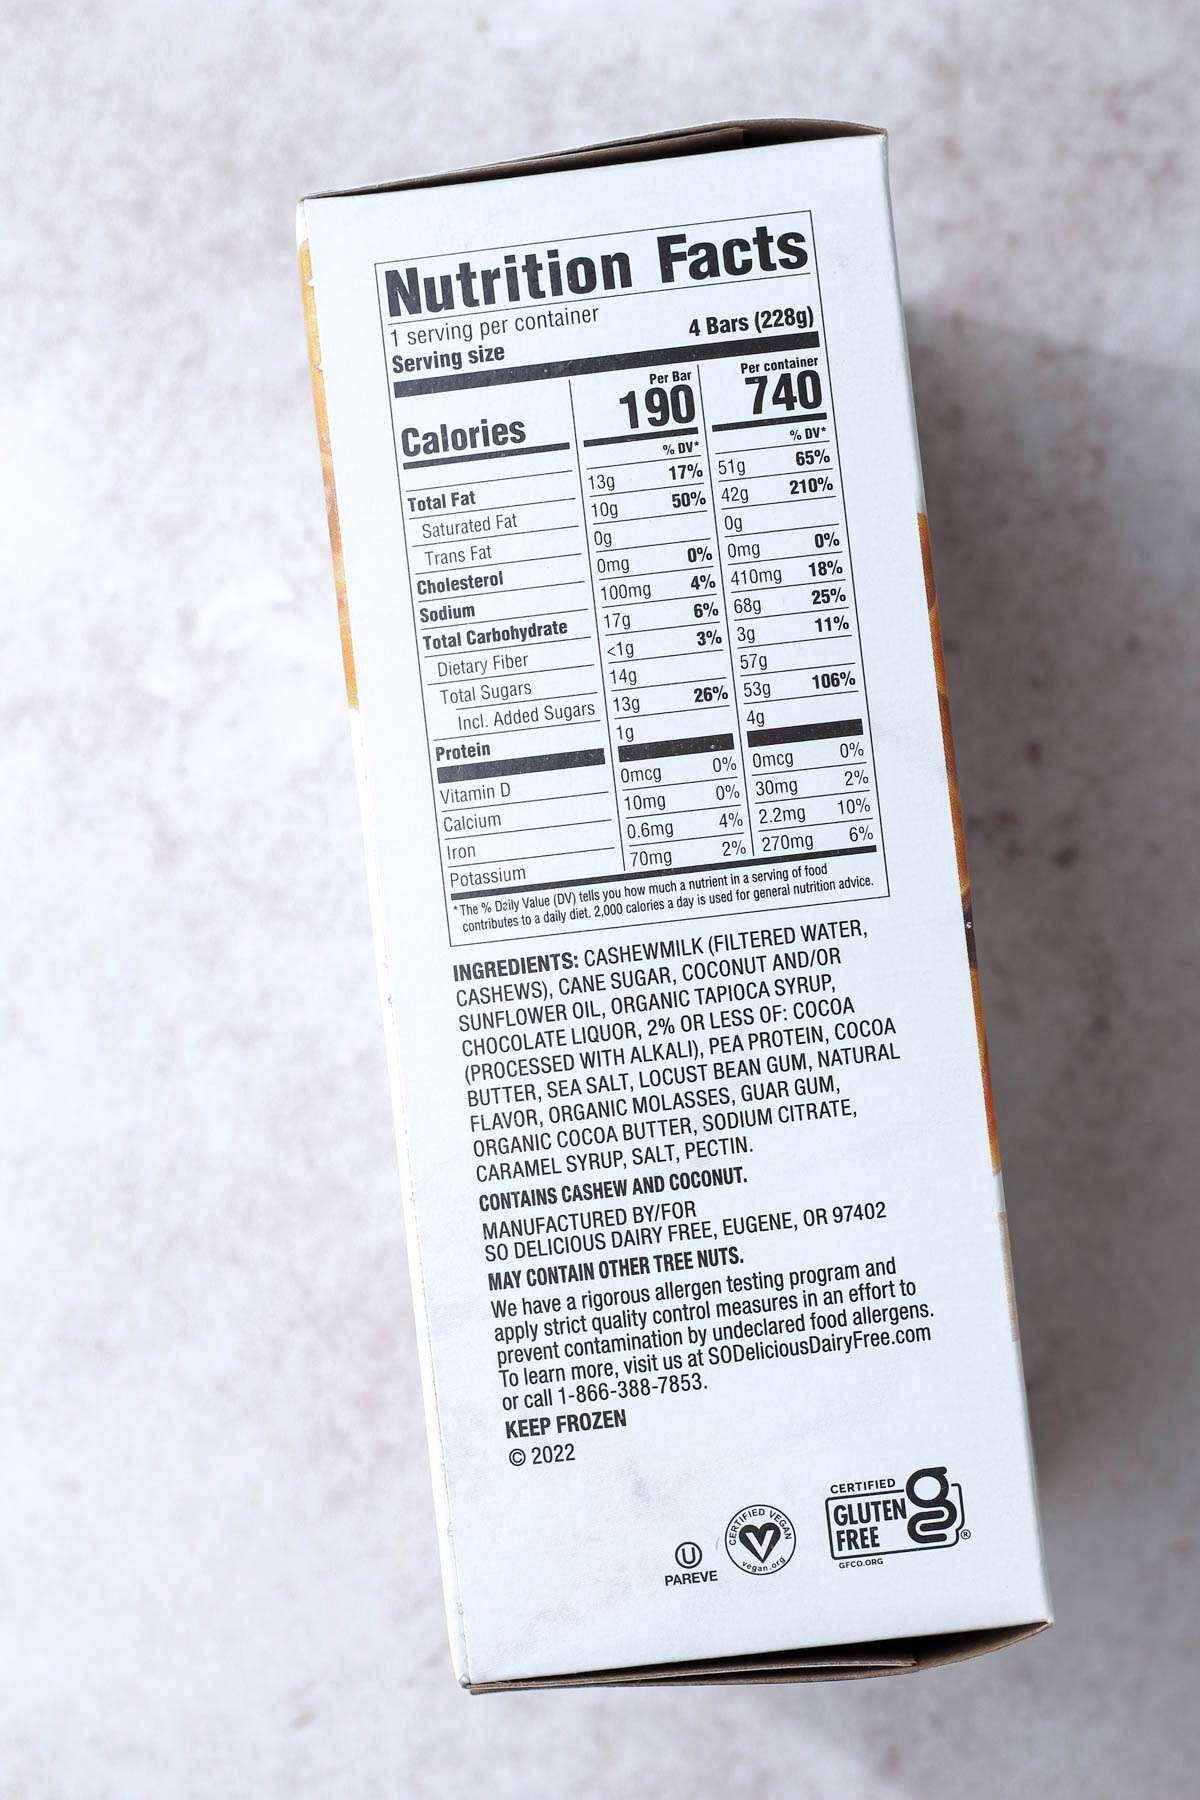 Nutrition Facts
1 serving per container
Serving size 4 Bars (228g)
Per Bar Per container
Calories 190 740
% DV* % DV*
Total Fat 13g 17% 51g 65%
Saturated Fat 10g 50% 42g 210%
Trans Fat 0g 0g
Cholesterol 0mg 0% 0mg 0%
Sodium 100mg 4% 410mg 18%
Total Carbohydrate 17g 6% 68g 25%
Dietary Fiber <1g 3% 3g 11%
Total Sugars 14g 57g
Incl. Added Sugars 13g 26% 53g 106%
Protein 1g 4g
Vitamin D 0mcg 0% 0mcg 0%
Calcium 10mg 0% 30mg 2%
Iron 0.6mg 4% 2.2mg 10%
Potassium 70mg 2% 270mg 6%
*The % Daily Value (DV) tells you how much a nutrient in a serving of food
contributes to a daily diet. 2,000 calories a day is used for general nutrition advice.
INGREDIENTS: CASHEWMILK (FILTERED WATER,
CASHEWS), CANE SUGAR, COCONUT AND/OR
SUNFLOWER OIL, ORGANIC TAPIOCA SYRUP,
CHOCOLATE LIQUOR, 2% OR LESS OF: COCOA
(PROCESSED WITH ALKALI), PEA PROTEIN, COCOA
BUTTER, SEA SALT, LOCUST BEAN GUM, NATURAL
FLAVOR, ORGANIC MOLASSES, GUAR GUM,
ORGANIC COCOA BUTTER, SODIUM CITRATE,
CARAMEL SYRUP, SALT, PECTIN.
CONTAINS CASHEW AND COCONUT.
MANUFACTURED BY/FOR
SO DELICIOUS DAIRY FREE, EUGENE, OR 97402
MAY CONTAIN OTHER TREE NUTS.
We have a rigorous allergen testing program and
apply strict quality control measures in an effort to
prevent contamination by undeclared food allergens.
To learn more, visit us at SODeliciousDairyFree.com
or call 1-866-388-7853.
KEEP FROZEN
© 2022
U
PAREVE
CERTIFIED VEGAN
vegan.org
CERTIFIED
GLUTEN
FREE
g
®
GFCO.ORG